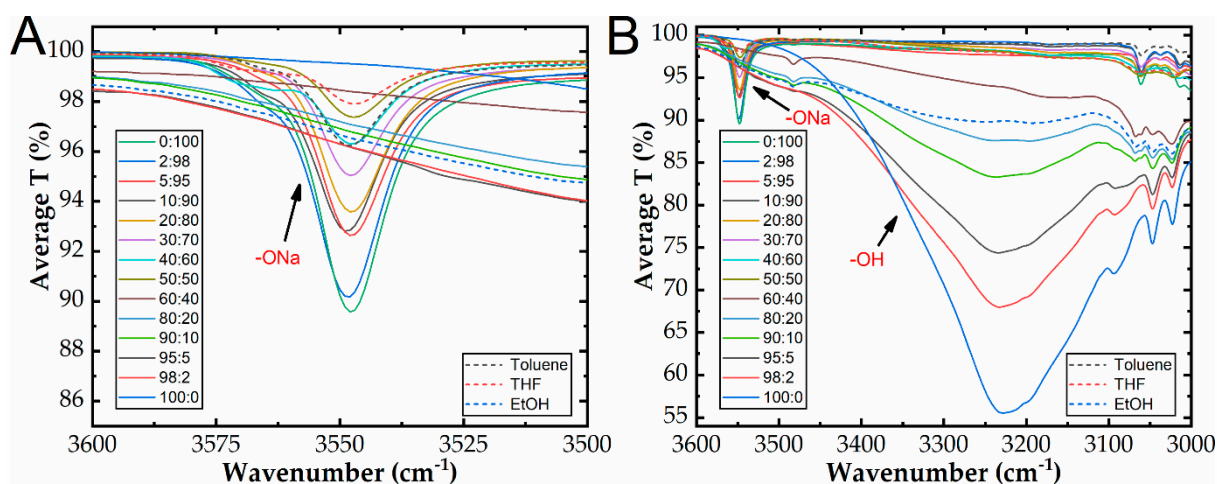 A
100
98
96
94
92
90
88
86
Average T (%)
-ONa
0:100
2:98
5:95
10:90
20:80
30:70
40:60
50:50
60:40
80:20
90:10
95:5
98:2
100:0
Toluene
THF
EtOH
3600 3575 3550 3525 3500
Wavenumber (cm⁻¹)
B
100
95
90
85
80
75
70
65
60
55
Average T (%)
-ONa
-OH
0:100
2:98
5:95
10:90
20:80
30:70
40:60
50:50
60:40
80:20
90:10
95:5
98:2
100:0
Toluene
THF
EtOH
3600 3500 3400 3300 3200 3100 3000
Wavenumber (cm⁻¹)